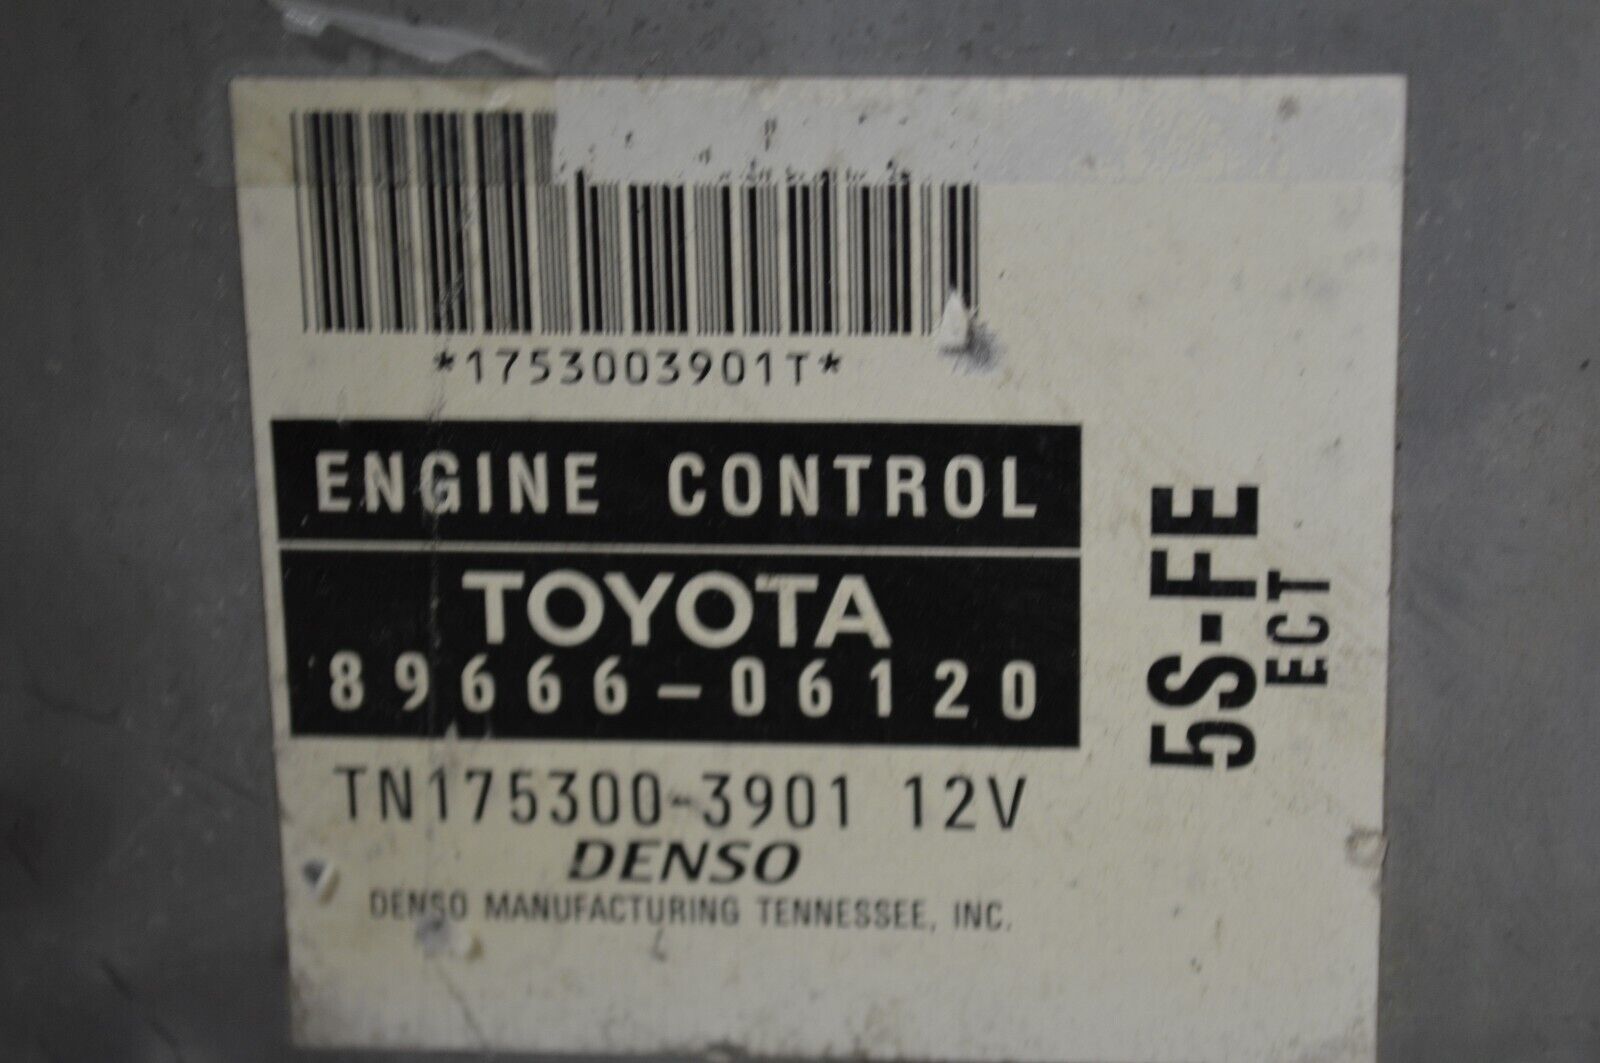 *1753003901T*
ENGINE CONTROL
TOYOTA
89666-06120
TN175300-3901 12V
DENSO
DENSO MANUFACTURING TENNESSEE, INC.
5S-FE
ECT